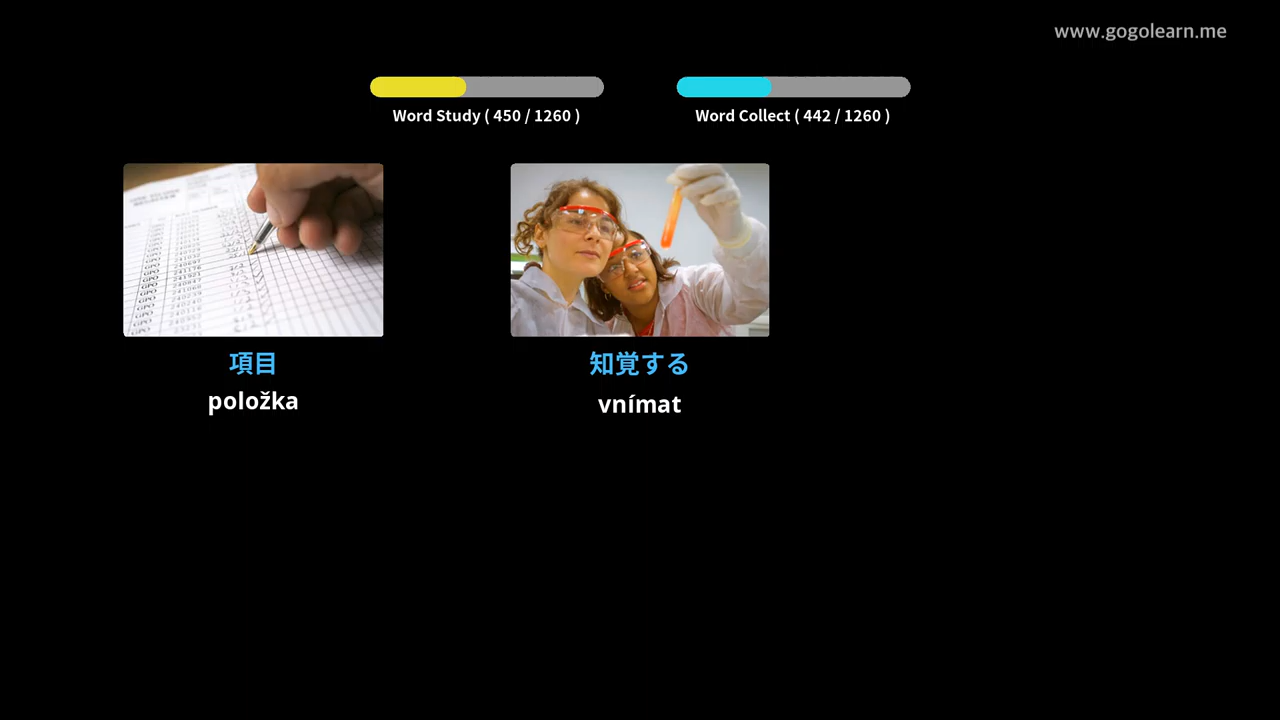 www.gogolearn.me
Word Study ( 450 / 1260 )
Word Collect ( 442 / 1260 )
項目
položka
知覚する
vnímat